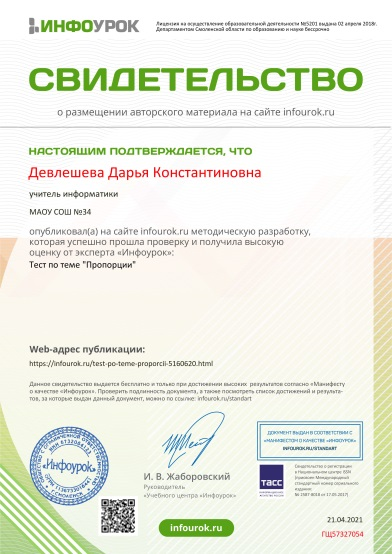 ИНФОУРОК
Лицензия на осуществление образовательной деятельности №5201 выдана 02 апреля 2018г.
Департаментом Смоленской области по образованию и науке бессрочно
СВИДЕТЕЛЬСТВО
о размещении авторского материала на сайте infourok.ru
НАСТОЯЩИМ ПОДТВЕРЖДАЕТСЯ, ЧТО
Девлешева Дарья Константиновна
учитель информатики
МАОУ СОШ №34
опубликовал(а) на сайте infourok.ru методическую разработку,
которая успешно прошла проверку и получила высокую
оценку от эксперта «Инфоурок»:
Тест по теме "Пропорции"
Web-адрес публикации:
https://infourok.ru/test-po-teme-proporcii-5160620.html
Данное свидетельство выдается бесплатно и только при достижении высоких результатов согласно «Манифесту
о качестве «Инфоурок». Проверить подлинность документа, а также посмотреть список достижений и результа-
тов, за которые выдан данный документ, можно по ссылке: infourok.ru/standart
«Инфоурок»
И. В. Жаборовский
Руководитель
«Учебного центра «Инфоурок»
ДОКУМЕНТ ВЫДАН В СООТВЕТСТВИИ С
«МАНИФЕСТОМ О КАЧЕСТВЕ «ИНФОУРОК»
INFOUROK.RU/STANDART
ТАСС
Свидетельство о регистрации
в Национальном центре ISSN
(присвоен Международный
стандартный номер сериального
издания:
№ 2587-8018 от 17.05.2017)
infourok.ru
21.04.2021
ГЦ57327054